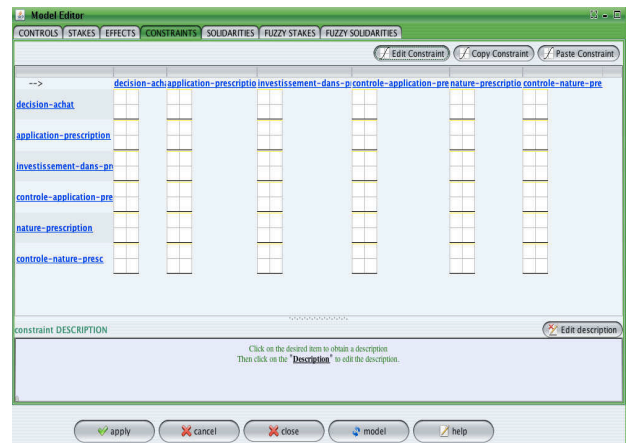 Model Editor
CONTROLS STAKES EFFECTS CONSTRAINTS SOLIDARITIES FUZZY STAKES FUZZY SOLIDARITIES
Edit Constraint Copy Constraint Paste Constraint
--> decision-ach application-prescriptio investissement-dans-p controle-application-pre nature-prescriptio controle-nature-pre
decision-achat
application-prescription
investissement-dans-pr
controle-application-pre
nature-prescription
controle-nature-presc
constraint DESCRIPTION Edit description
Click on the desired item to obtain a description
Then click on the "Description" to edit the description.
apply cancel close model help